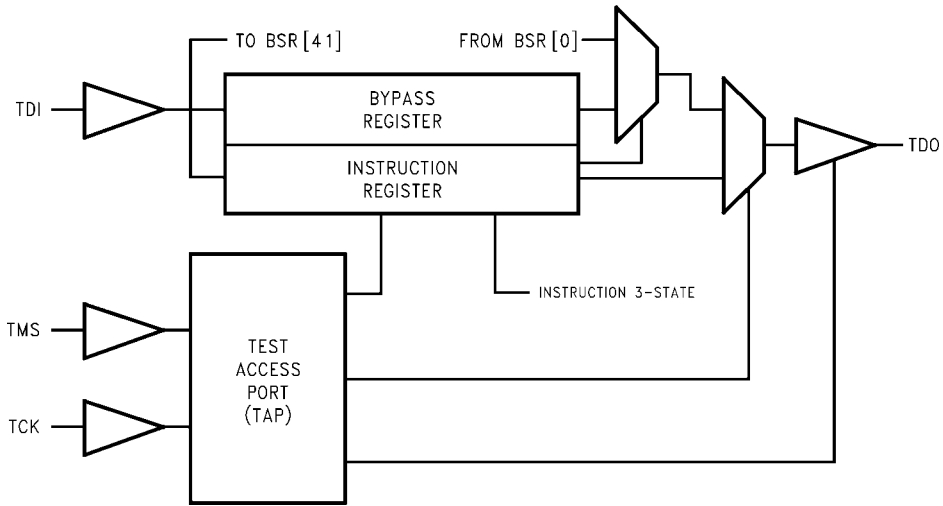 TO BSR[41]
FROM BSR[0]
TDI
BYPASS
REGISTER
INSTRUCTION
REGISTER
TDO
INSTRUCTION 3-STATE
TMS
TEST
ACCESS
PORT
(TAP)
TCK